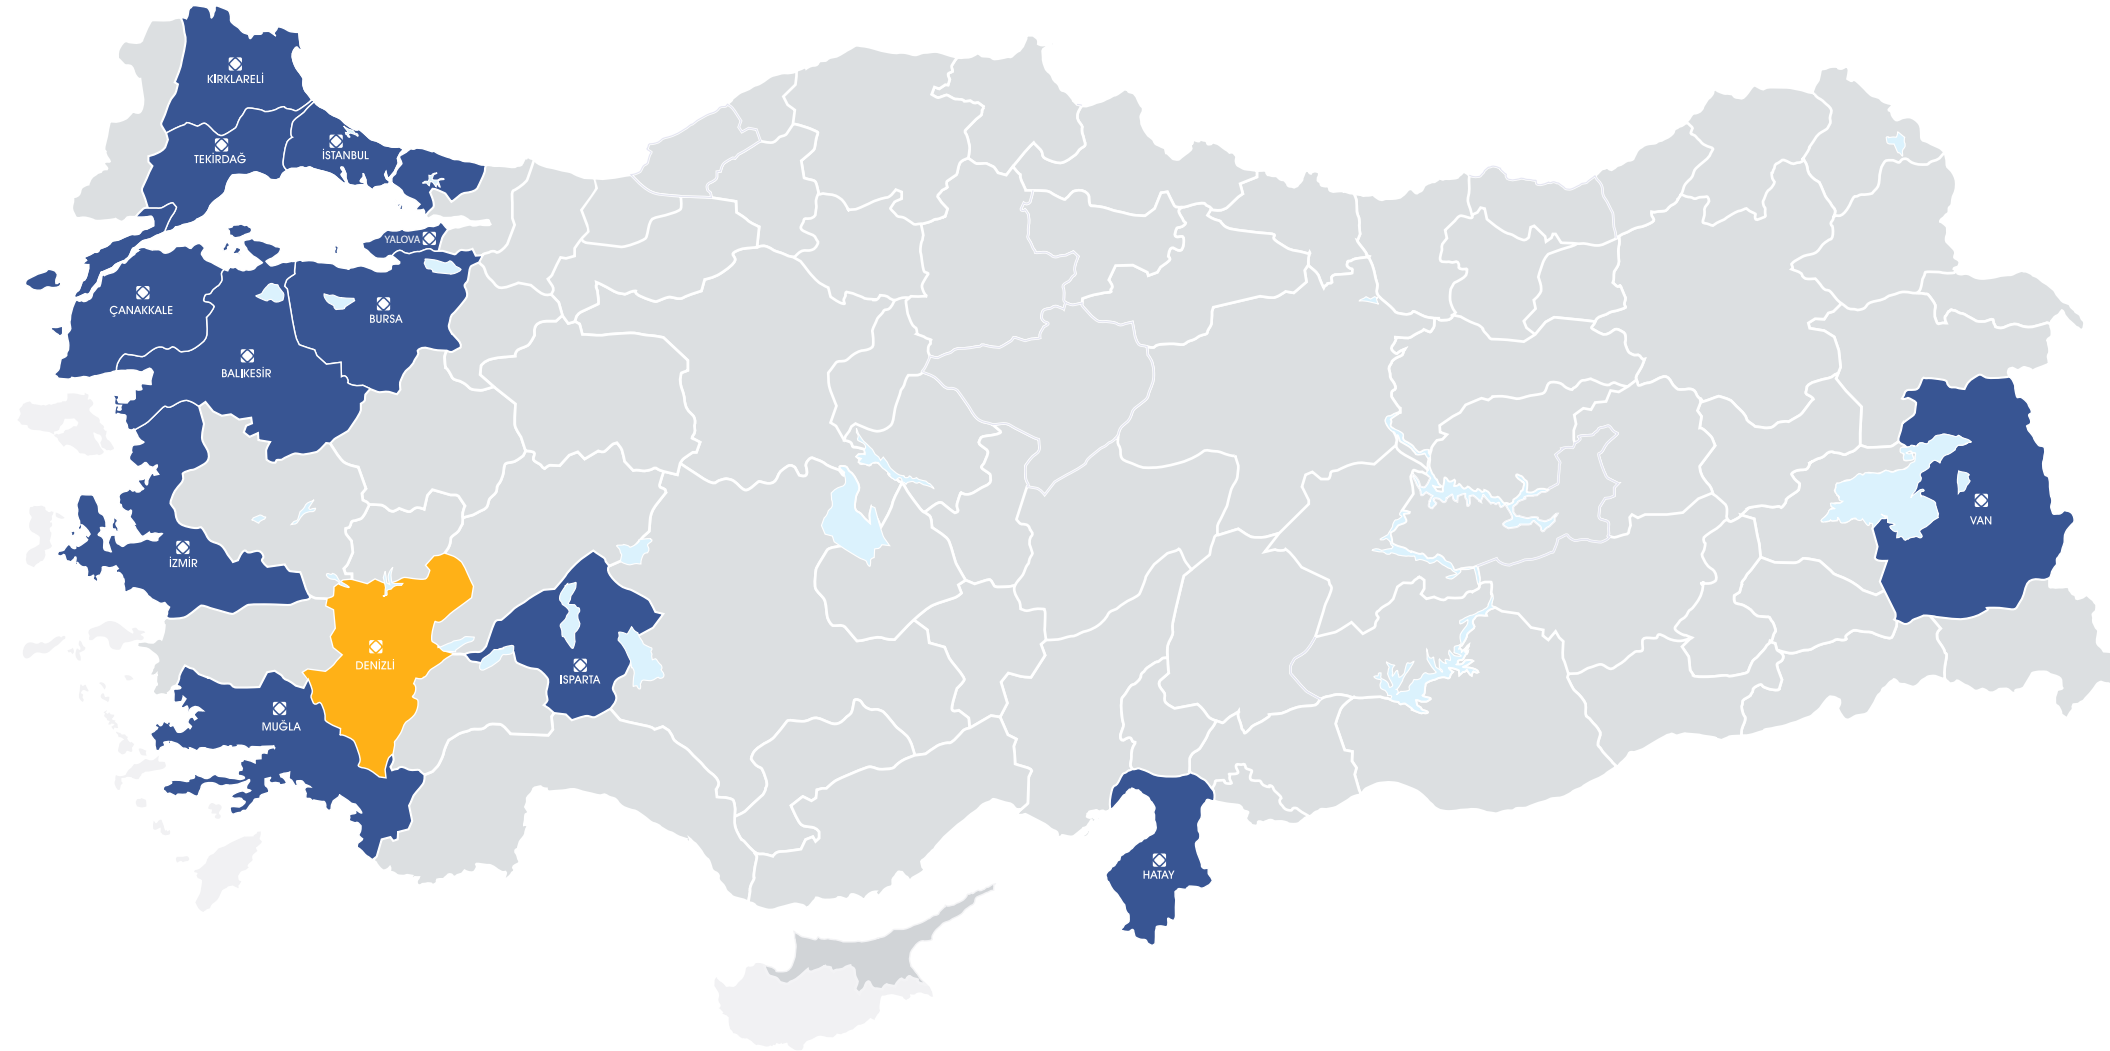 KIRKLARELİ
TEKİRDAĞ
İSTANBUL
YALOVA
ÇANAKKALE
BURSA
BALIKESİR
VAN
İZMİR
DENİZLİ
ISPARTA
MUĞLA
HATAY